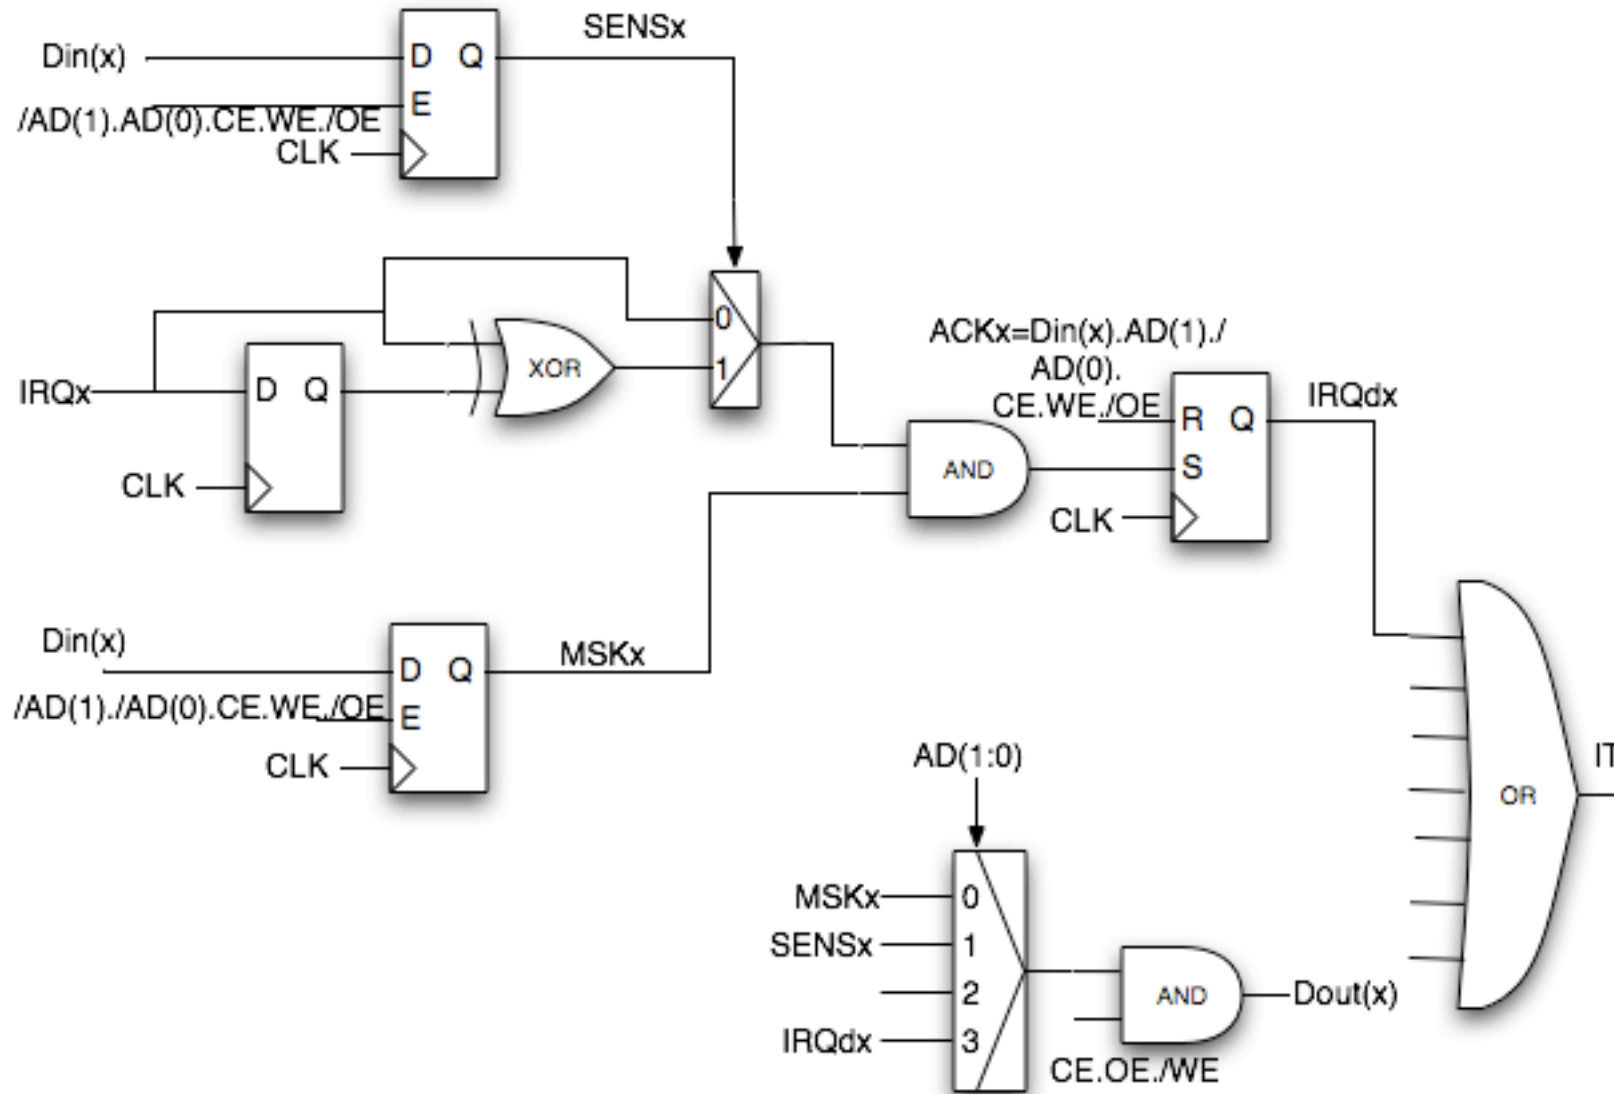 SENSx
Din(x)
D Q
E
/AD(1).AD(0).CE.WE./OE
CLK
0
1
XOR
IRQx
D Q
CLK
ACKx=Din(x).AD(1)./
AD(0).
CE.WE./OE
R Q
S
CLK
IRQdx
AND
Din(x)
D Q
MSKx
/AD(1)./AD(0).CE.WE./OE
E
CLK
AD(1:0)
MSKx
0
SENSx
1
2
IRQdx
3
AND
Dout(x)
CE.OE./WE
OR
IT